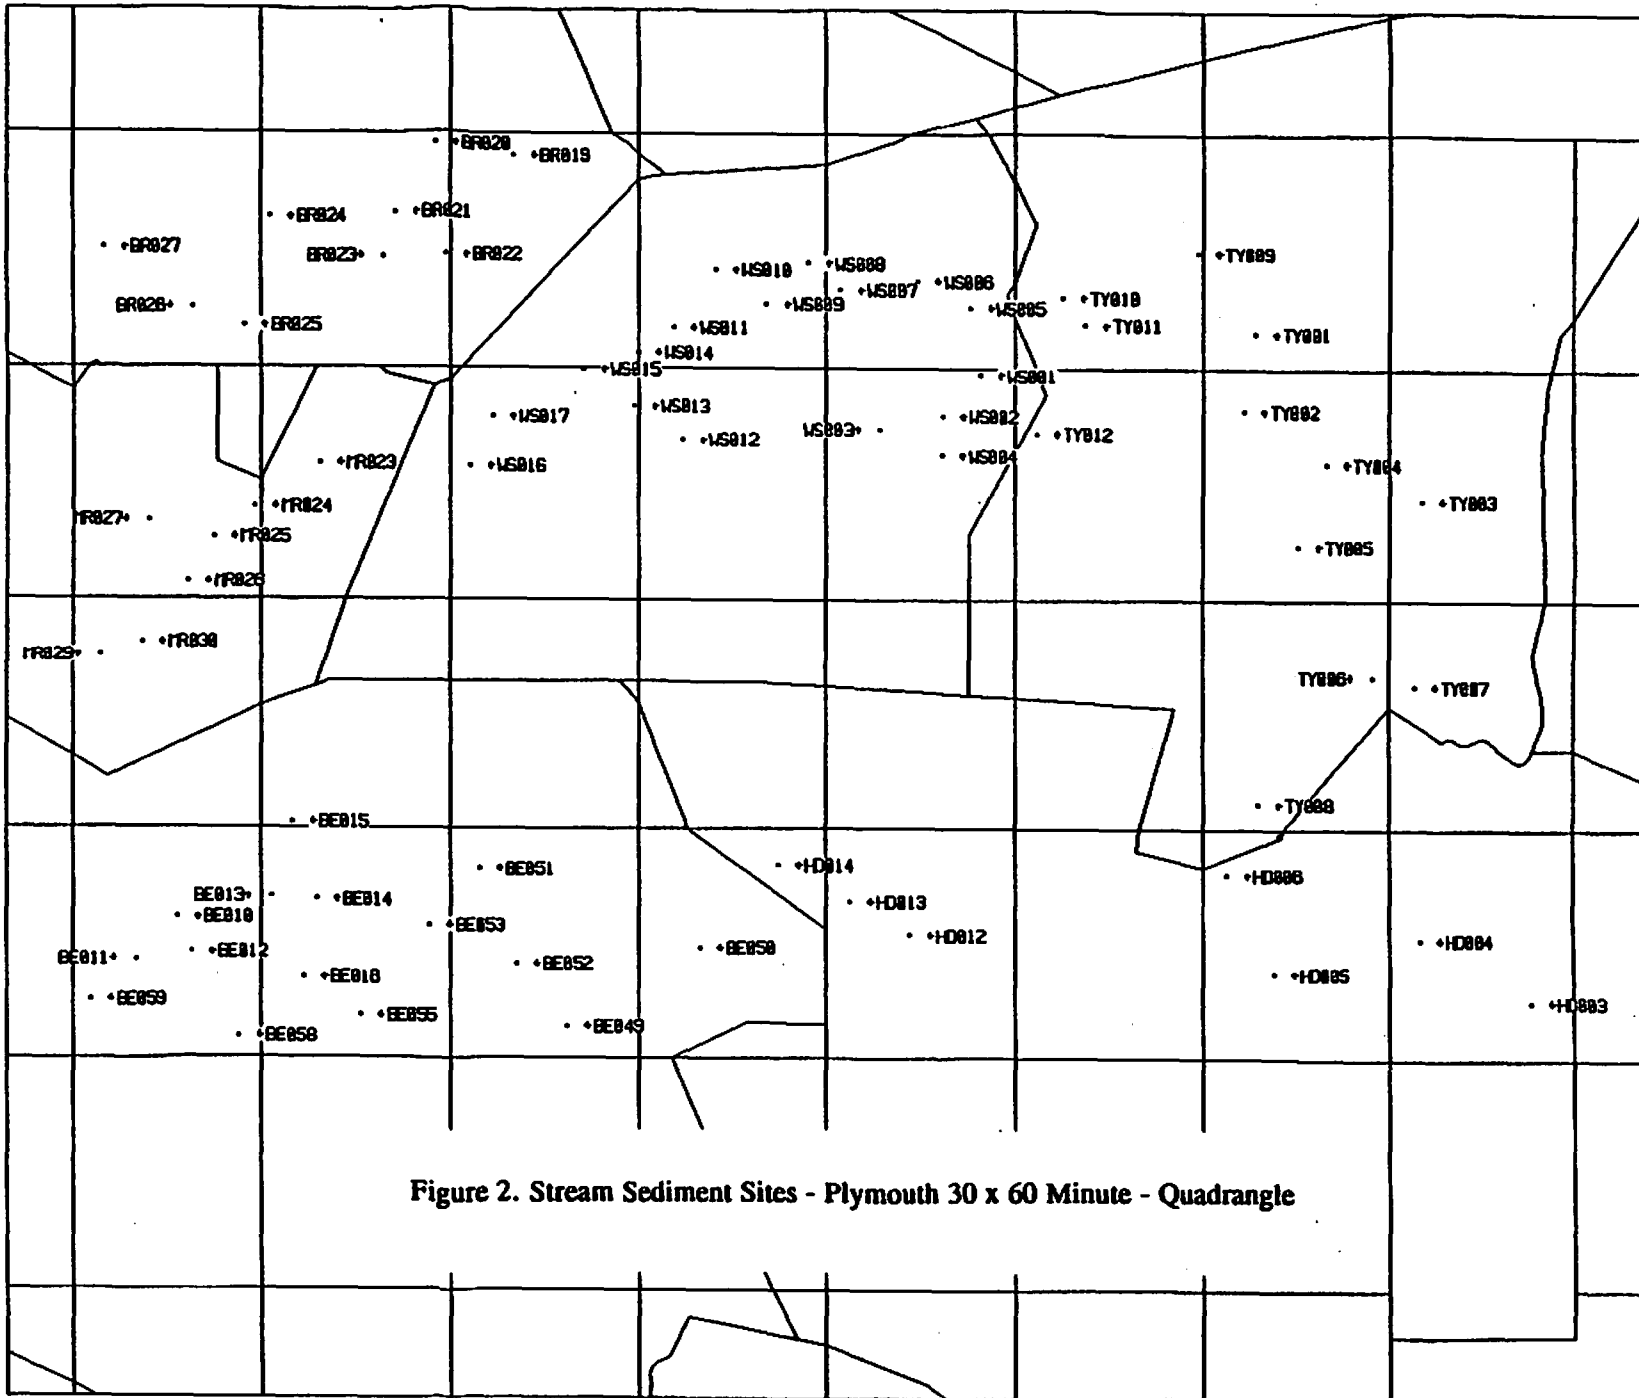 BR020
BR019
BR024
BR021
BR027
BR023
BR022
BR026
BR025
WS010
WS008
WS007
WS006
WS009
WS005
WS011
WS014
WS015
WS001
WS013
WS017
WS002
WS003
WS012
WS004
WS016
TY009
TY010
TY011
TY001
TY002
TY012
TY004
TY003
TY005
MR023
MR024
MR027
MR025
MR026
MR030
MR029
TY006
TY007
TY008
BE015
BE051
HD014
HD006
BE013
BE014
HD013
BE010
BE053
HD012
BE011
BE012
BE050
HD004
BE052
BE018
HD005
BE059
HD003
BE055
BE049
BE058
Figure 2. Stream Sediment Sites - Plymouth 30 x 60 Minute - Quadrangle